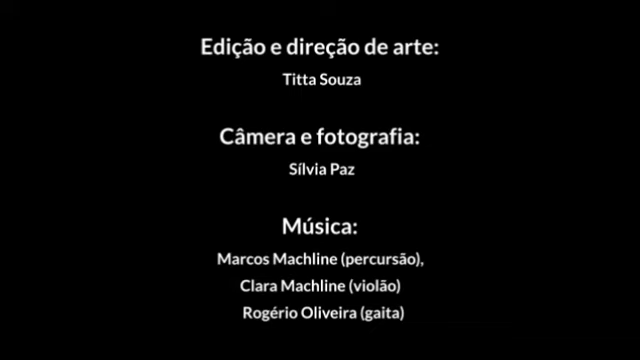 Edição e direção de arte:
Titta Souza
Câmera e fotografia:
Sílvia Paz
Música:
Marcos Machline (percursão),
Clara Machline (violão)
Rogério Oliveira (gaita)